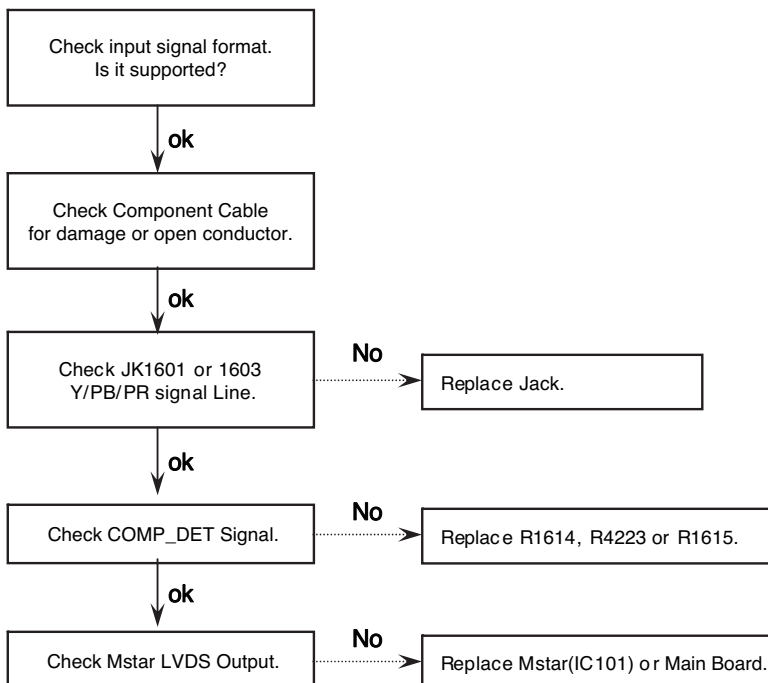 Check input signal format.
Is it supported?
ok
Check Component Cable
for damage or open conductor.
ok
Check JK1601 or 1603
Y/PB/PR signal Line.
No
Replace Jack.
ok
Check COMP_DET Signal.
No
Replace R1614, R4223 or R1615.
ok
Check Mstar LVDS Output.
No
Replace Mstar(IC101) or Main Board.